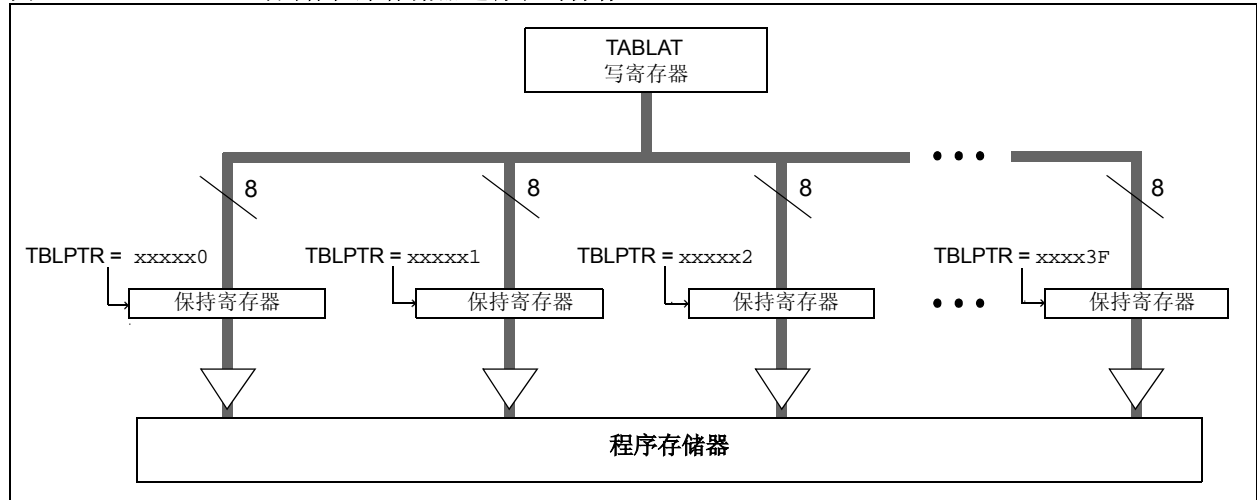 TABLAT
写寄存器
8 8 8 8
TBLPTR = xxxxx0 TBLPTR = xxxxx1 TBLPTR = xxxxx2 TBLPTR = xxxx3F
保持寄存器 保持寄存器 保持寄存器 保持寄存器
程序存储器